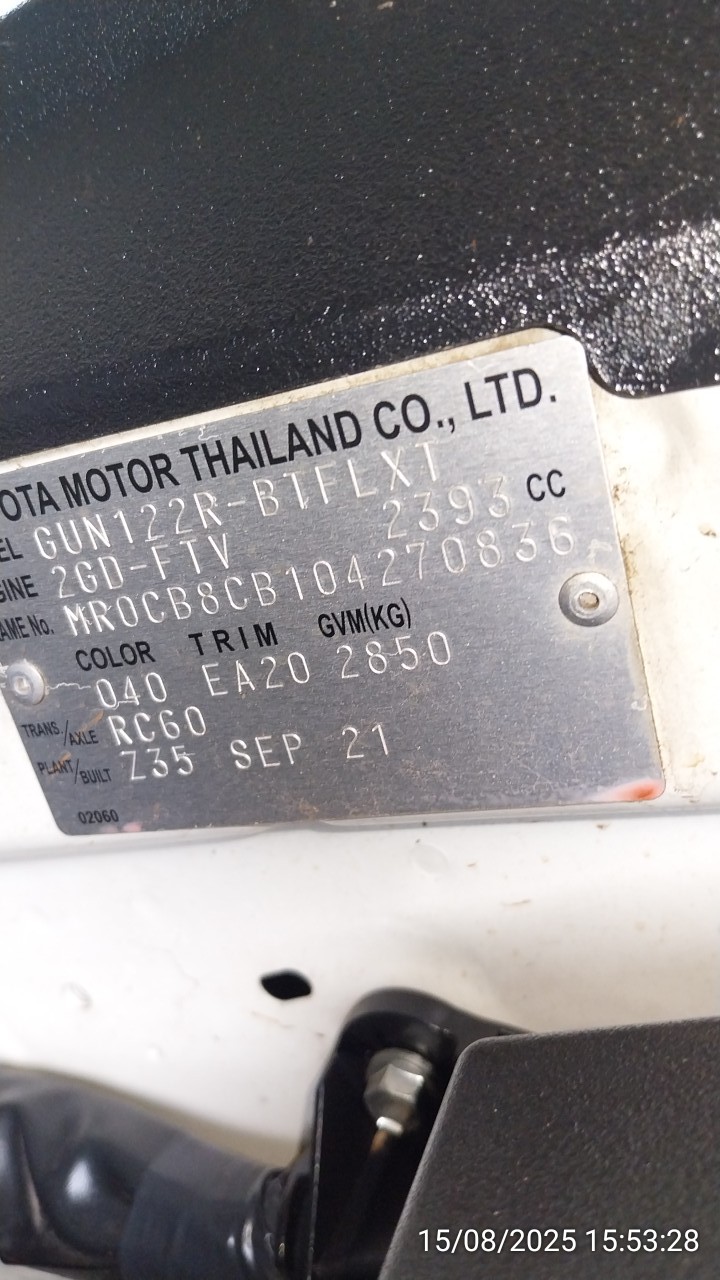 OTA MOTOR THAILAND CO., LTD.
EL GUN122R-BTFLXT
GINE 2GD-FTV 2393 CC
AME No. MR0CB8CB104270836
COLOR TRIM GVM(KG)
040 EA20 2850
TRANS./AXLE RC60
PLANT/BUILT Z35 SEP 21
02060
15/08/2025 15:53:28